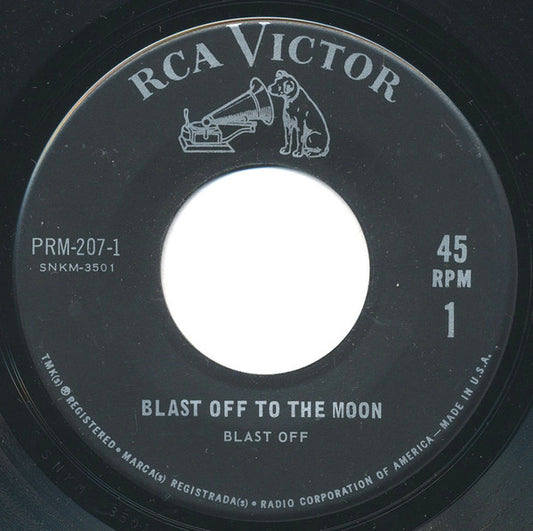 RCA VICTOR
PRM-207-1
SNKM-3501
45
RPM
1
BLAST OFF TO THE MOON
BLAST OFF
TMK(s) ® REGISTERED • MARCA(s) REGISTRADA(s) • RADIO CORPORATION OF AMERICA—MADE IN U.S.A.